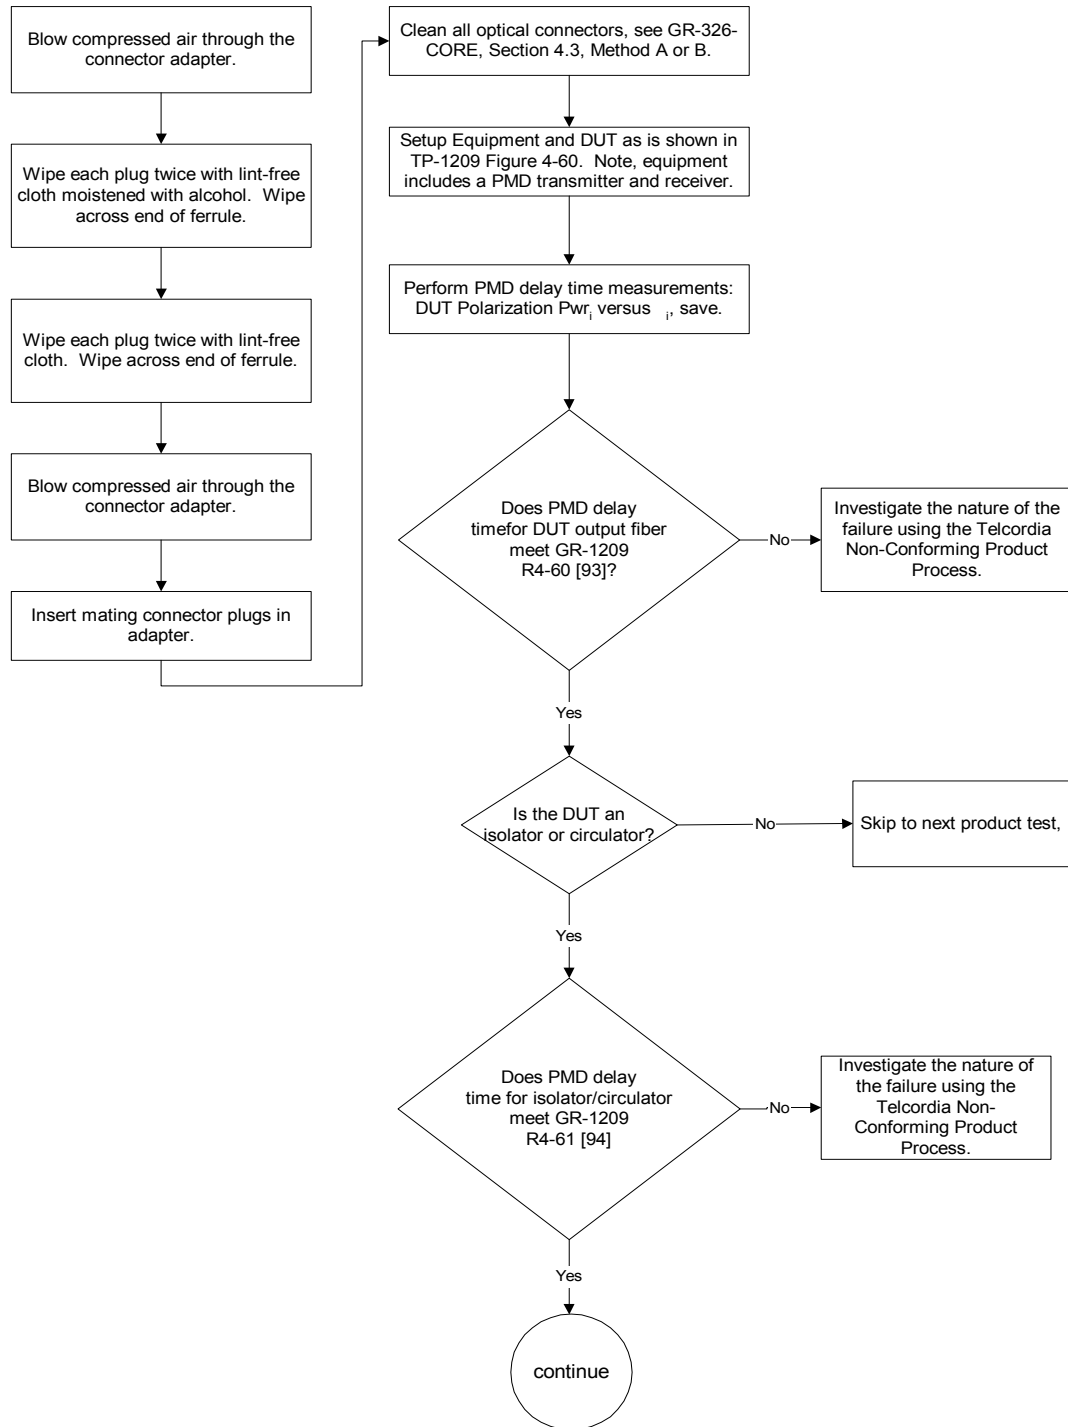 Blow compressed air through the
connector adapter.
Wipe each plug twice with lint-free
cloth moistened with alcohol. Wipe
across end of ferrule.
Wipe each plug twice with lint-free
cloth. Wipe across end of ferrule.
Blow compressed air through the
connector adapter.
Insert mating connector plugs in
adapter.
Clean all optical connectors, see GR-326-
CORE, Section 4.3, Method A or B.
Setup Equipment and DUT as is shown in
TP-1209 Figure 4-60. Note, equipment
includes a PMD transmitter and receiver.
Perform PMD delay time measurements:
DUT Polarization Pwri versus i, save.
Does PMD delay
timefor DUT output fiber
meet GR-1209
R4-60 [93]?
No
Investigate the nature of the
failure using the Telcordia
Non-Conforming Product
Process.
Yes
Is the DUT an
isolator or circulator?
No
Skip to next product test,
Yes
Does PMD delay
time for isolator/circulator
meet GR-1209
R4-61 [94]
No
Investigate the nature of
the failure using the
Telcordia Non-
Conforming Product
Process.
Yes
continue